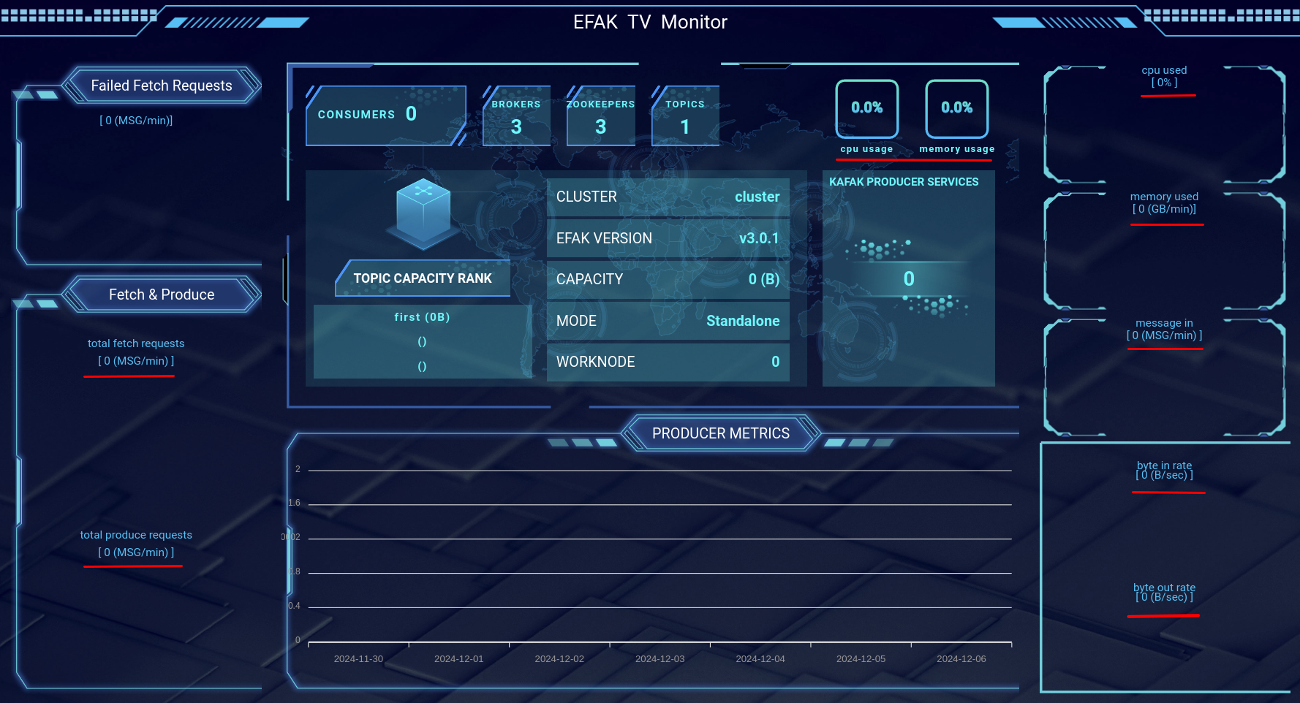 EFAK TV Monitor
Failed Fetch Requests
[ 0 (MSG/min)]
Fetch & Produce
total fetch requests
[ 0 (MSG/min) ]
total produce requests
[ 0 (MSG/min) ]
CONSUMERS 0
BROKERS
3
ZOOKEEPERS
3
TOPICS
1
0.0%
cpu usage
0.0%
memory usage
TOPIC CAPACITY RANK
first (0B)
()
()
CLUSTER cluster
EFAK VERSION v3.0.1
CAPACITY 0 (B)
MODE Standalone
WORKNODE 0
KAFAK PRODUCER SERVICES
0
PRODUCER METRICS
2
1.6
0.8
0.4
0
2024-11-30 2024-12-01 2024-12-02 2024-12-03 2024-12-04 2024-12-05 2024-12-06
cpu used
[ 0% ]
memory used
[ 0 (GB/min)]
message in
[ 0 (MSG/min) ]
byte in rate
[ 0 (B/sec) ]
byte out rate
[ 0 (B/sec) ]